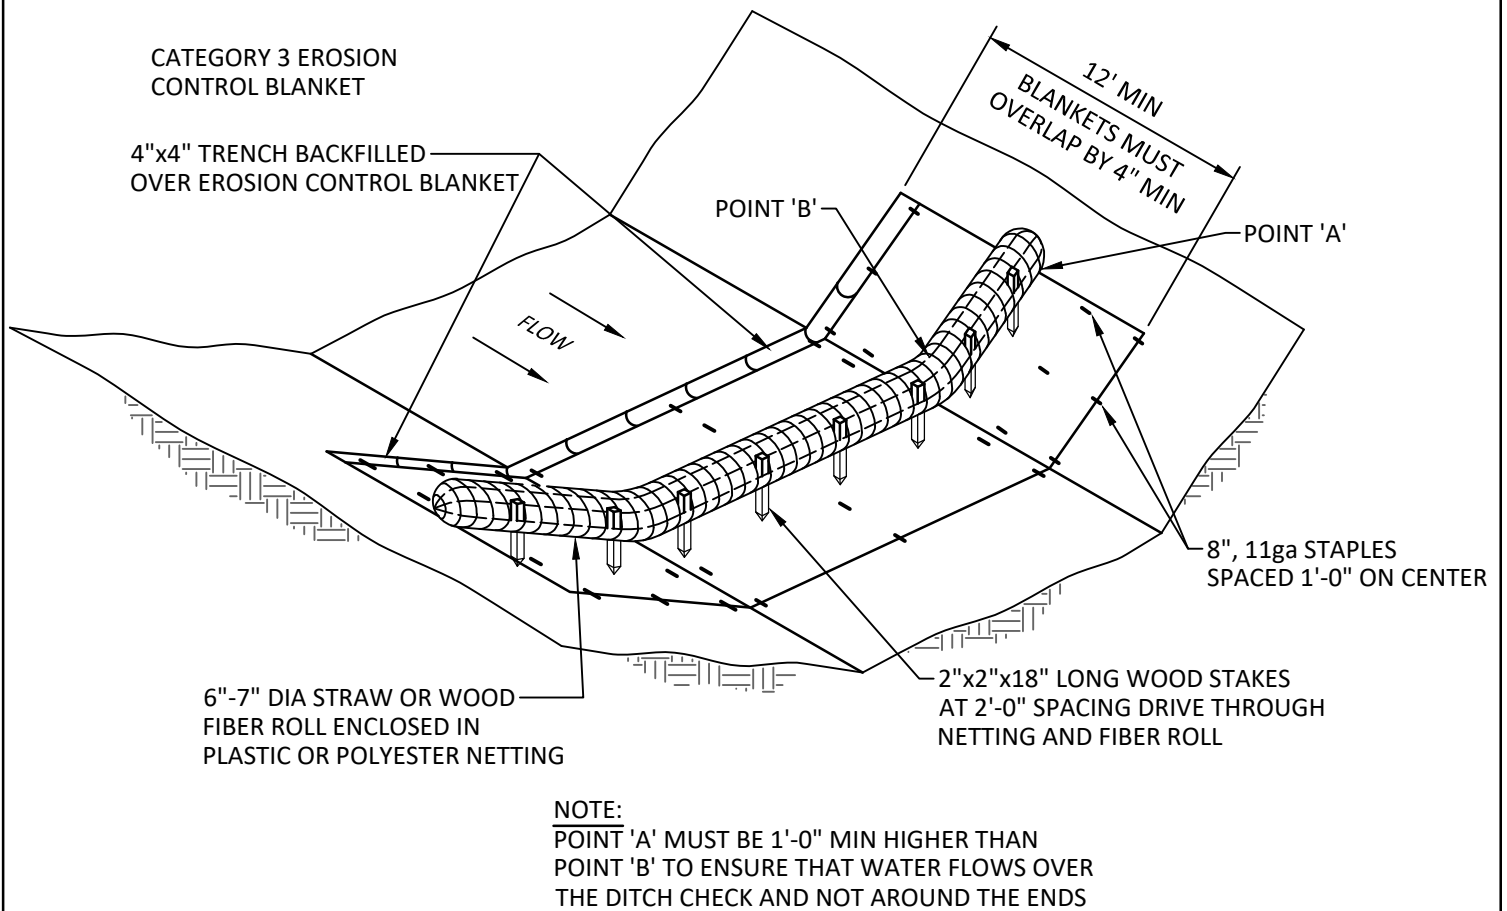 CATEGORY 3 EROSION
CONTROL BLANKET
4"x4" TRENCH BACKFILLED
OVER EROSION CONTROL BLANKET
12' MIN
BLANKETS MUST
OVERLAP BY 4" MIN
POINT 'B'
POINT 'A'
FLOW
8", 11ga STAPLES
SPACED 1'-0" ON CENTER
6"-7" DIA STRAW OR WOOD
FIBER ROLL ENCLOSED IN
PLASTIC OR POLYESTER NETTING
2"x2"x18" LONG WOOD STAKES
AT 2'-0" SPACING DRIVE THROUGH
NETTING AND FIBER ROLL
NOTE:
POINT 'A' MUST BE 1'-0" MIN HIGHER THAN
POINT 'B' TO ENSURE THAT WATER FLOWS OVER
THE DITCH CHECK AND NOT AROUND THE ENDS